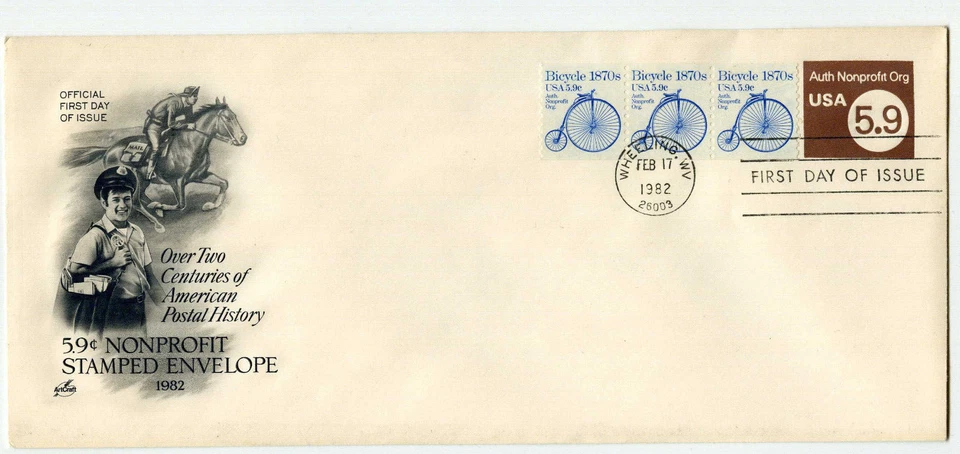 OFFICIAL
FIRST DAY
OF ISSUE
MAIL
Over Two
Centuries of
American
Postal History
5.9¢ NONPROFIT
STAMPED ENVELOPE
1982
ArtCraft
Bicycle 1870s
USA 5.9c
Auth.
Nonprofit
Org.
Bicycle 1870s
USA 5.9c
Auth.
Nonprofit
Org.
Bicycle 1870s
USA 5.9c
Auth.
Nonprofit
Org.
Auth Nonprofit Org
USA
5.9
WHEELING, WV
FEB 17
1982
26003
FIRST DAY OF ISSUE